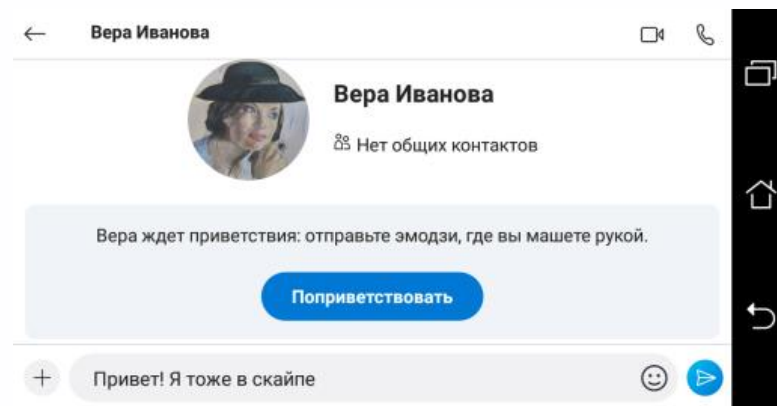 Вера Иванова
Вера Иванова
Нет общих контактов
Вера ждет приветствия: отправьте эмодзи, где вы машете рукой.
Поприветствовать
Привет! Я тоже в скайпе